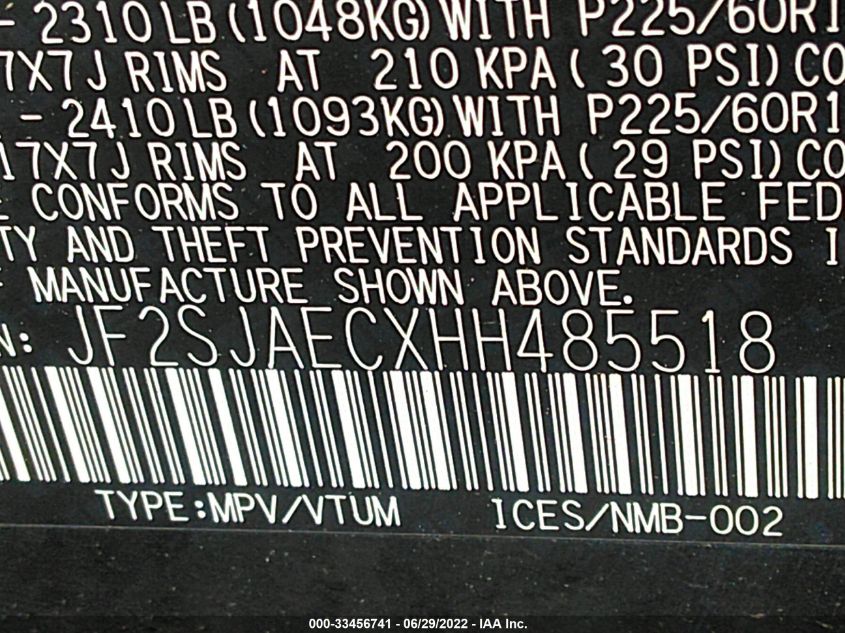 - 2310 LB (1048KG) WITH P225/60R1
7X7J RIMS AT 210 KPA ( 30 PSI) CO
- 2410 LB (1093KG) WITH P225/60R1
17X7J RIMS AT 200 KPA ( 29 PSI) CO
CONFORMS TO ALL APPLICABLE FED
TY AND THEFT PREVENTION STANDARDS I
MANUFACTURE SHOWN ABOVE.
N: JF2SJAECXHH485518
TYPE:MPV/VTUM ICES/NMB-002
000-33456741 - 06/29/2022 - IAA Inc.